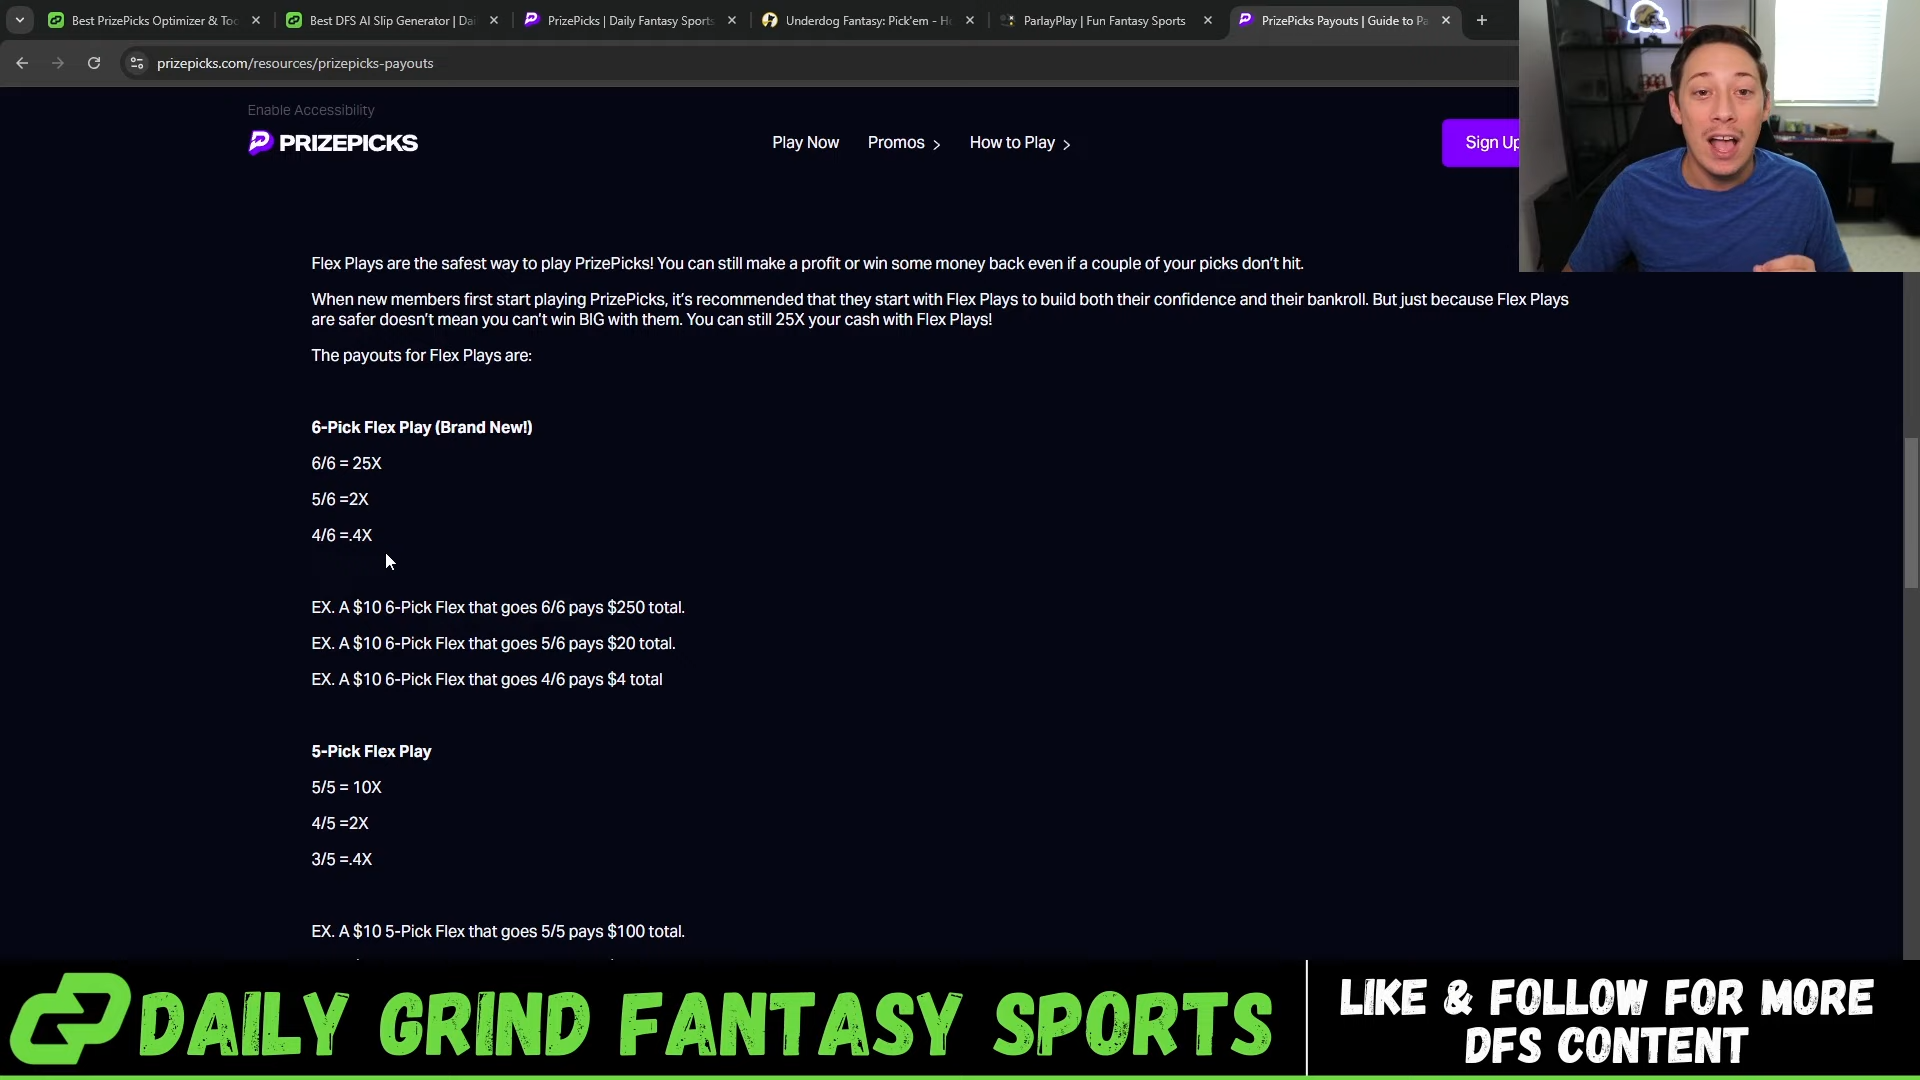 Best PrizePicks Optimizer & Too
Best DFS AI Slip Generator | Dai
PrizePicks | Daily Fantasy Sports
Underdog Fantasy: Pick'em - Ho
ParlayPlay | Fun Fantasy Sports
PrizePicks Payouts | Guide to Pa
prizepicks.com/resources/prizepicks-payouts
Enable Accessibility
PRIZEPICKS
Play Now
Promos
How to Play
Sign Up
Flex Plays are the safest way to play PrizePicks! You can still make a profit or win some money back even if a couple of your picks don't hit.
When new members first start playing PrizePicks, it's recommended that they start with Flex Plays to build both their confidence and their bankroll. But just because Flex Plays
are safer doesn't mean you can't win BIG with them. You can still 25X your cash with Flex Plays!
The payouts for Flex Plays are:
6-Pick Flex Play (Brand New!)
6/6 = 25X
5/6 =2X
4/6 =.4X
EX. A $10 6-Pick Flex that goes 6/6 pays $250 total.
EX. A $10 6-Pick Flex that goes 5/6 pays $20 total.
EX. A $10 6-Pick Flex that goes 4/6 pays $4 total
5-Pick Flex Play
5/5 = 10X
4/5 =2X
3/5 =.4X
EX. A $10 5-Pick Flex that goes 5/5 pays $100 total.
DAILY GRIND FANTASY SPORTS
LIKE & FOLLOW FOR MORE
DFS CONTENT